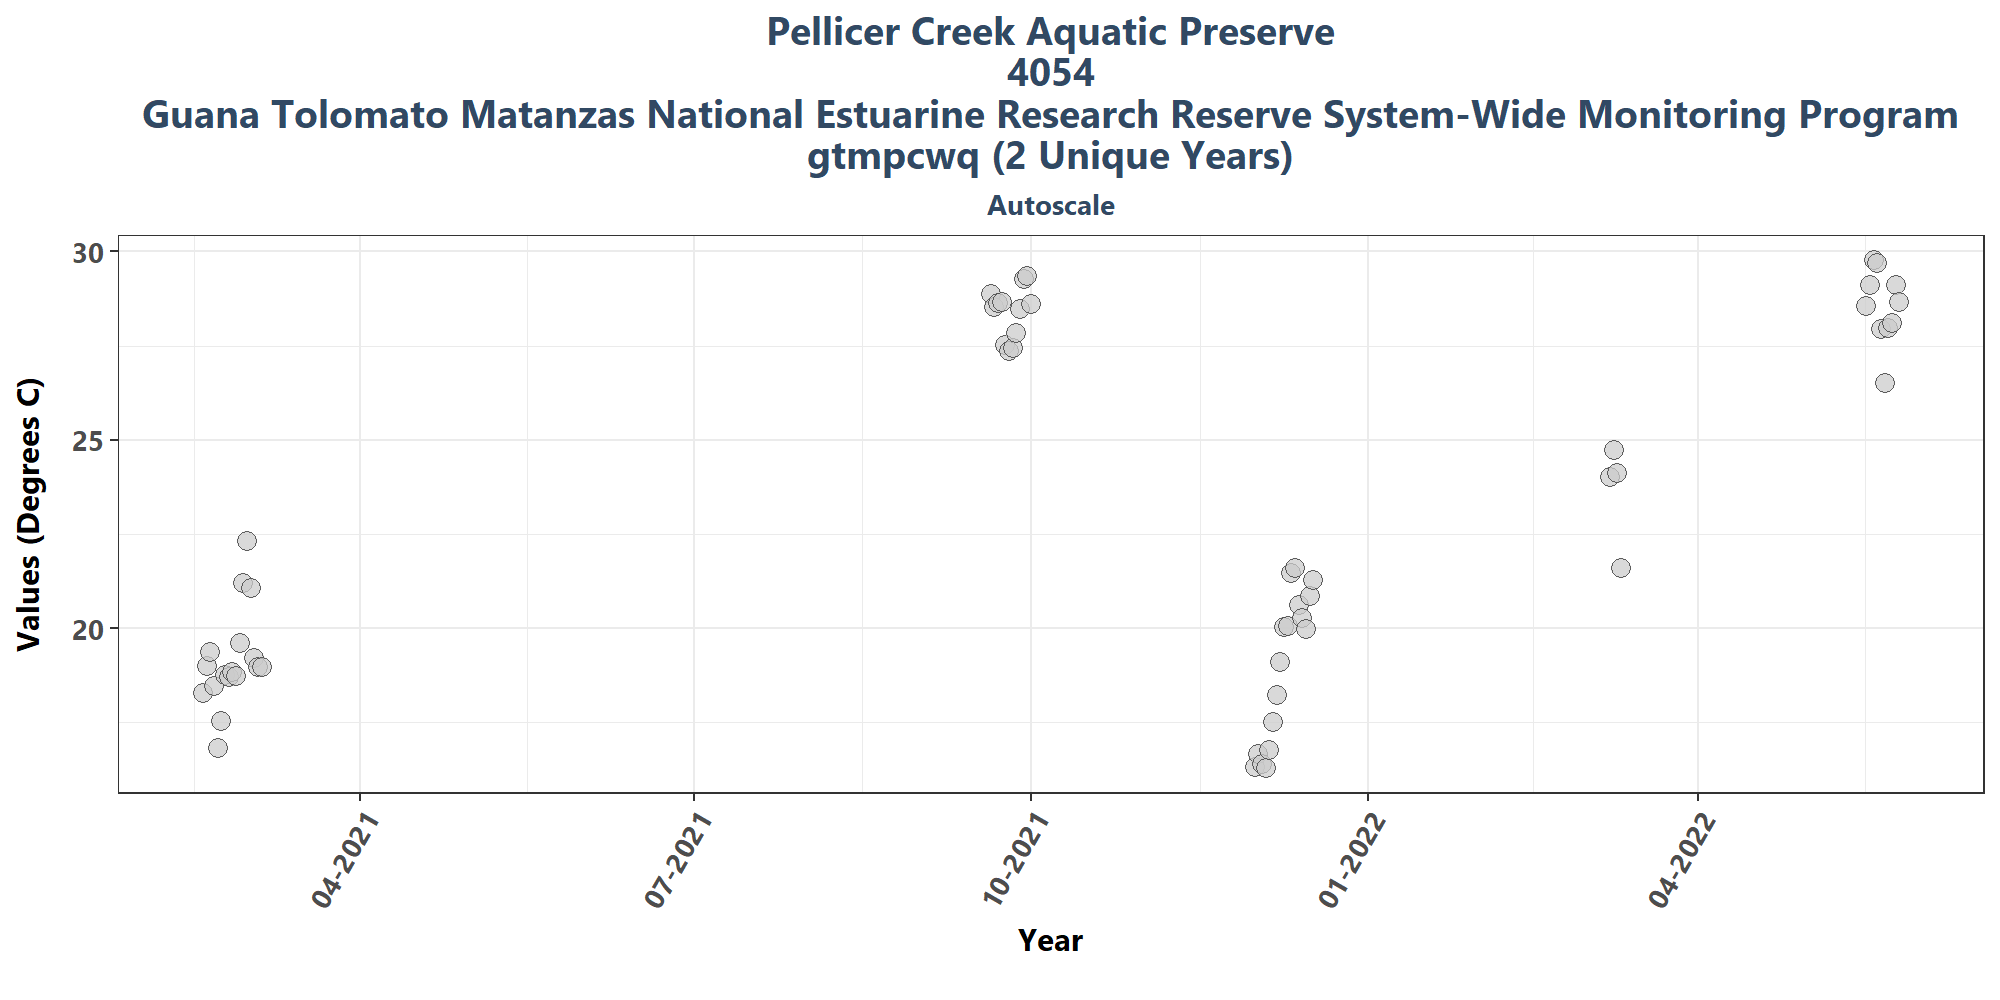 Pellicer Creek Aquatic Preserve
4054
Guana Tolomato Matanzas National Estuarine Research Reserve System-Wide Monitoring Program
gtmpcwq (2 Unique Years)
Autoscale
Values (Degrees C)
30
25
20
04-2021
07-2021
10-2021
01-2022
04-2022
Year